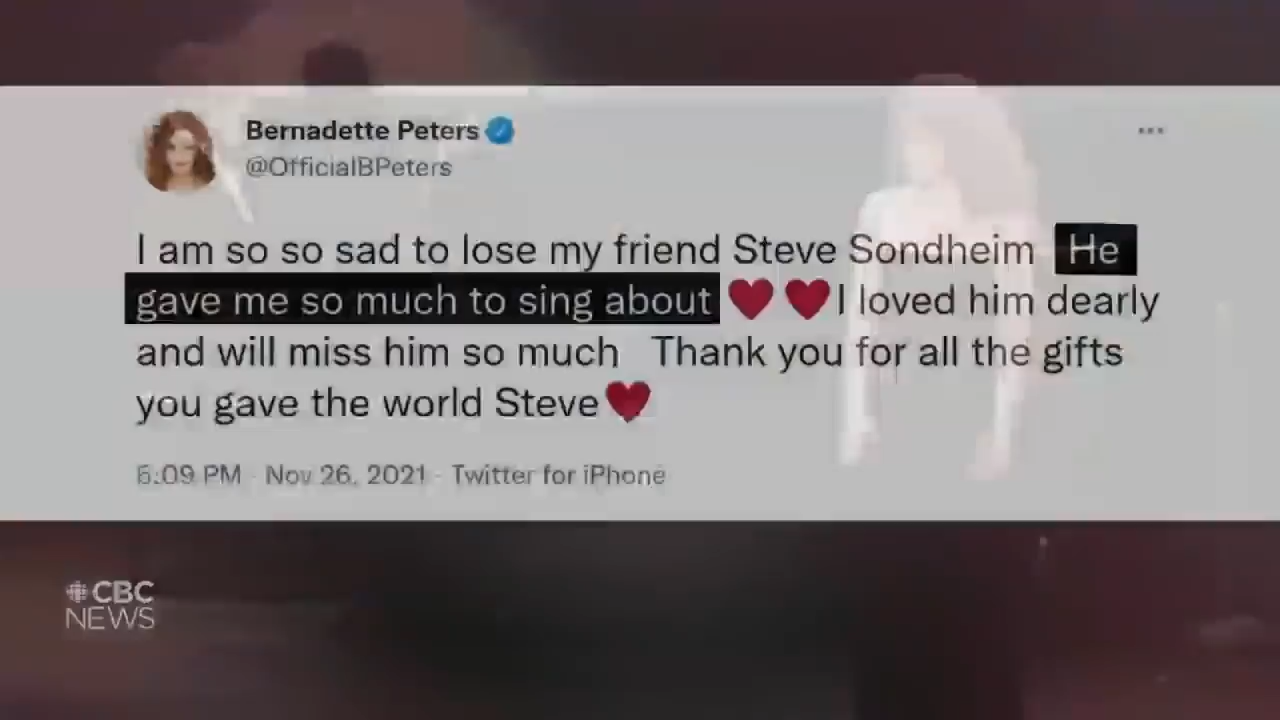 Bernadette Peters
@OfficialBPeters
I am so so sad to lose my friend Steve Sondheim He
gave me so much to sing about ♥♥ I loved him dearly
and will miss him so much Thank you for all the gifts
you gave the world Steve♥
5:09 PM · Nov 26, 2021 · Twitter for iPhone
CBC
NEWS